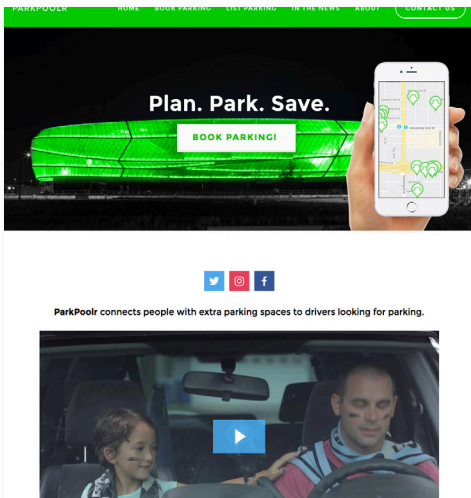 PARKPOOLR HOME BOOK PARKING LIST PARKING IN THE NEWS ABOUT CONTACT US
Plan. Park. Save.
BOOK PARKING!
ParkPoolr connects people with extra parking spaces to drivers looking for parking.